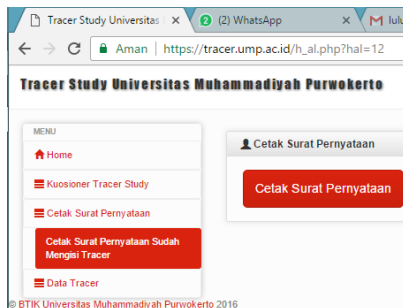 Tracer Study Universitas
(2) WhatsApp
Aman | https://tracer.ump.ac.id/h_al.php?hal=12
Tracer Study Universitas Muhammadiyah Purwokerto
MENU
Home
Kuosioner Tracer Study
Cetak Surat Pernyataan
Cetak Surat Pernyataan Sudah
Mengisi Tracer
Data Tracer
Cetak Surat Pernyataan
Cetak Surat Pernyataan
© BTIK Universitas Muhammadiyah Purwokerto 2016